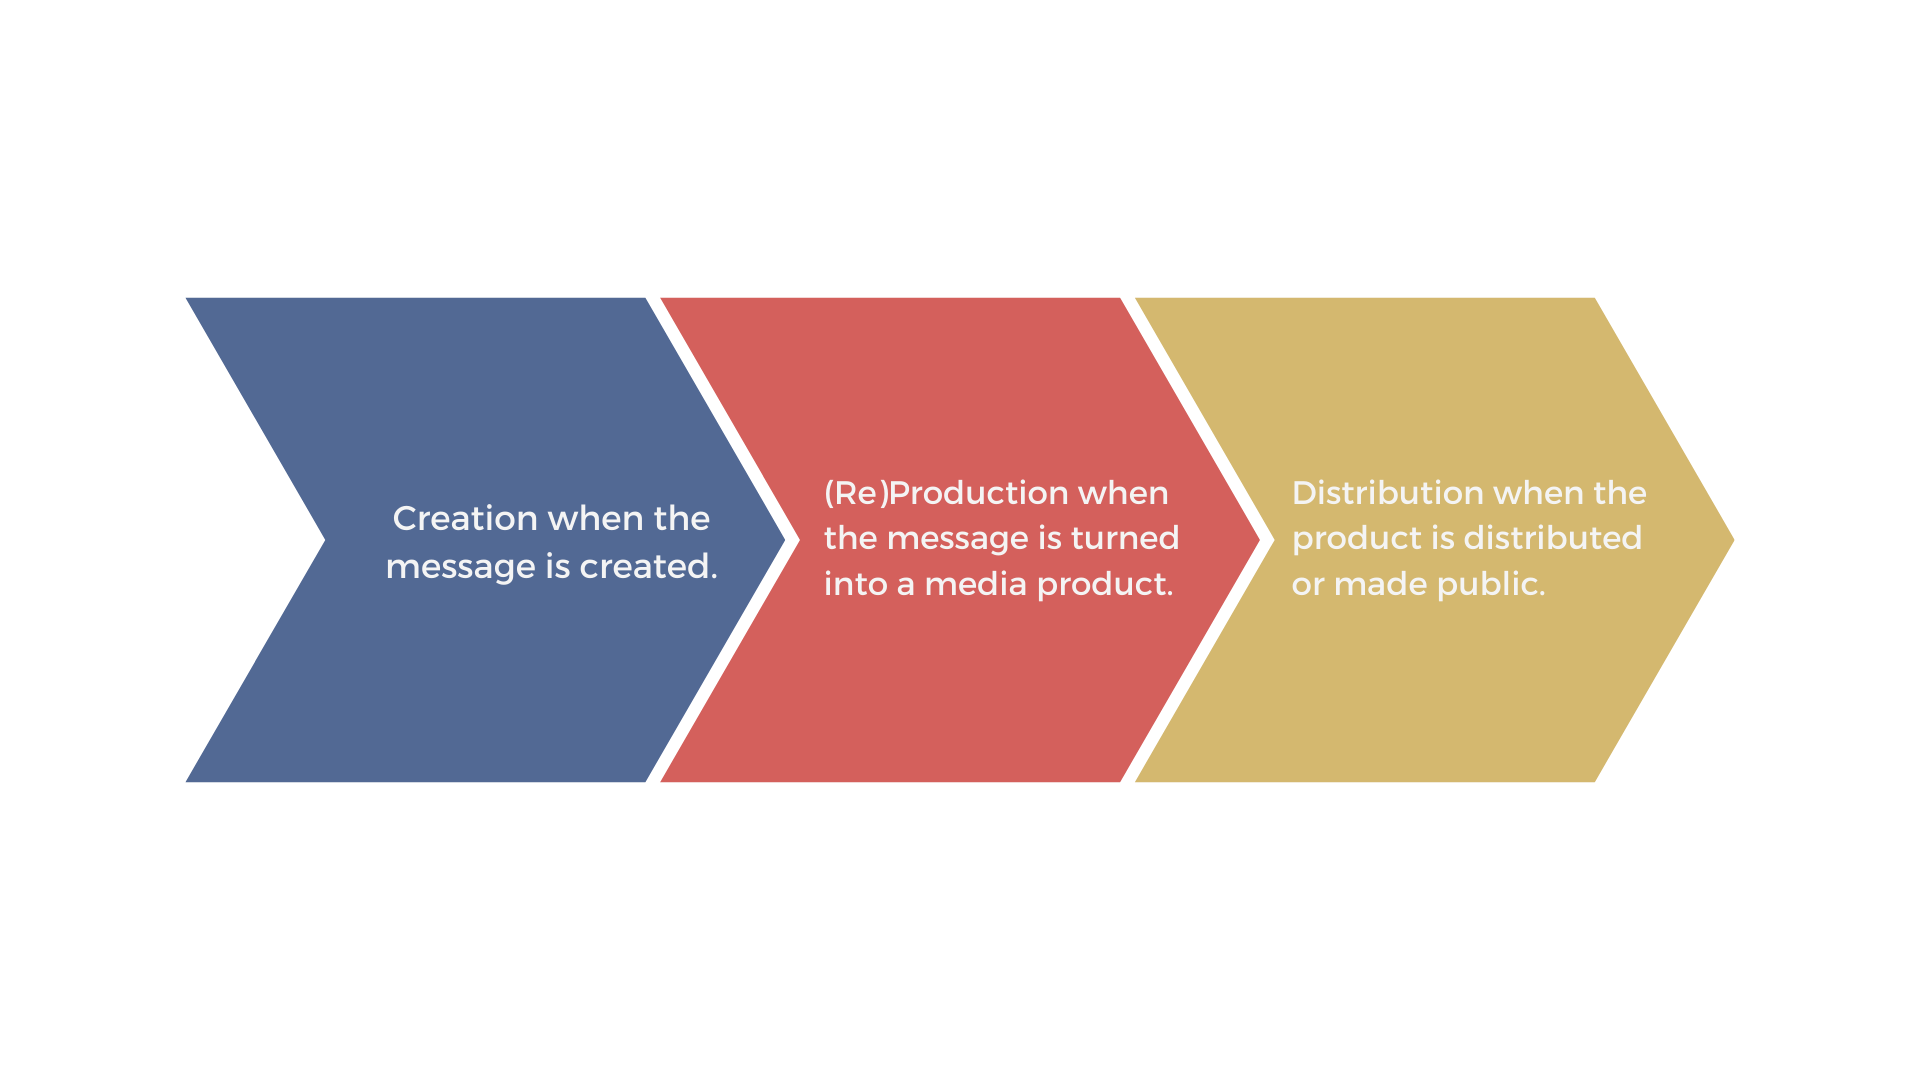 Creation when the
message is created.
(Re)Production when
the message is turned
into a media product.
Distribution when the
product is distributed
or made public.